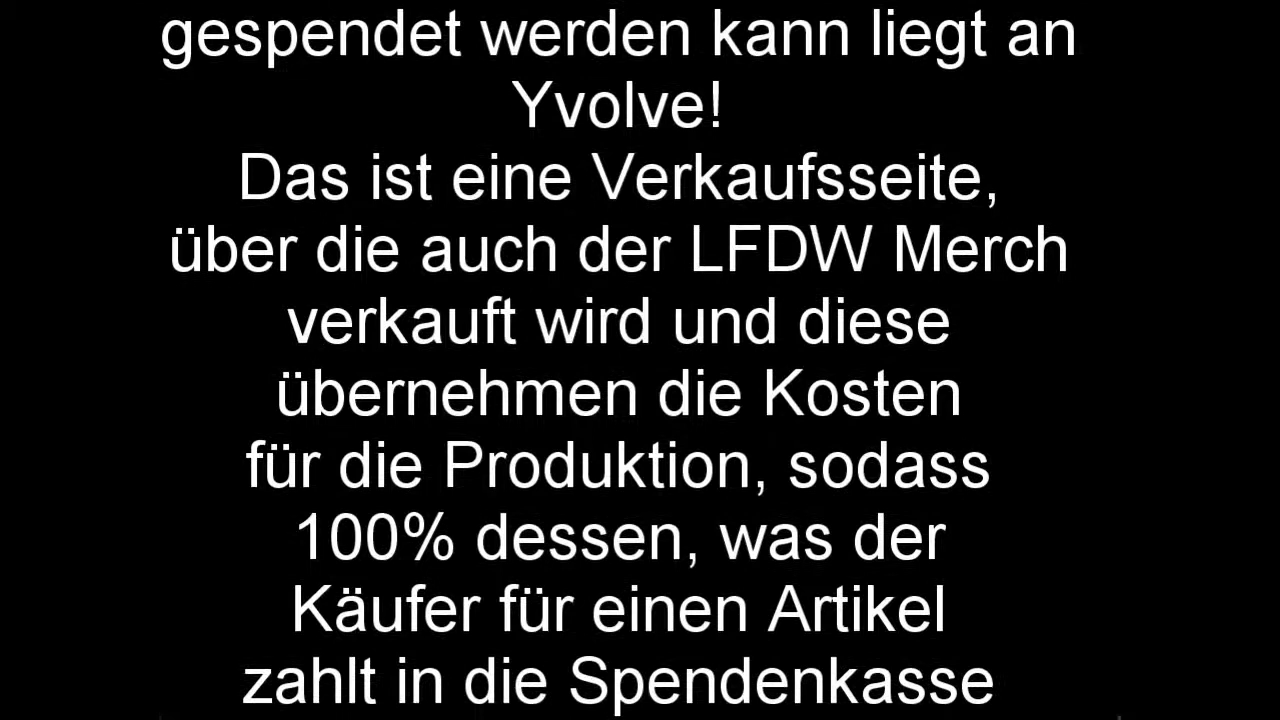 gespendet werden kann liegt an
Yvolve!
Das ist eine Verkaufsseite,
über die auch der LFDW Merch
verkauft wird und diese
übernehmen die Kosten
für die Produktion, sodass
100% dessen, was der
Käufer für einen Artikel
zahlt in die Spendenkasse